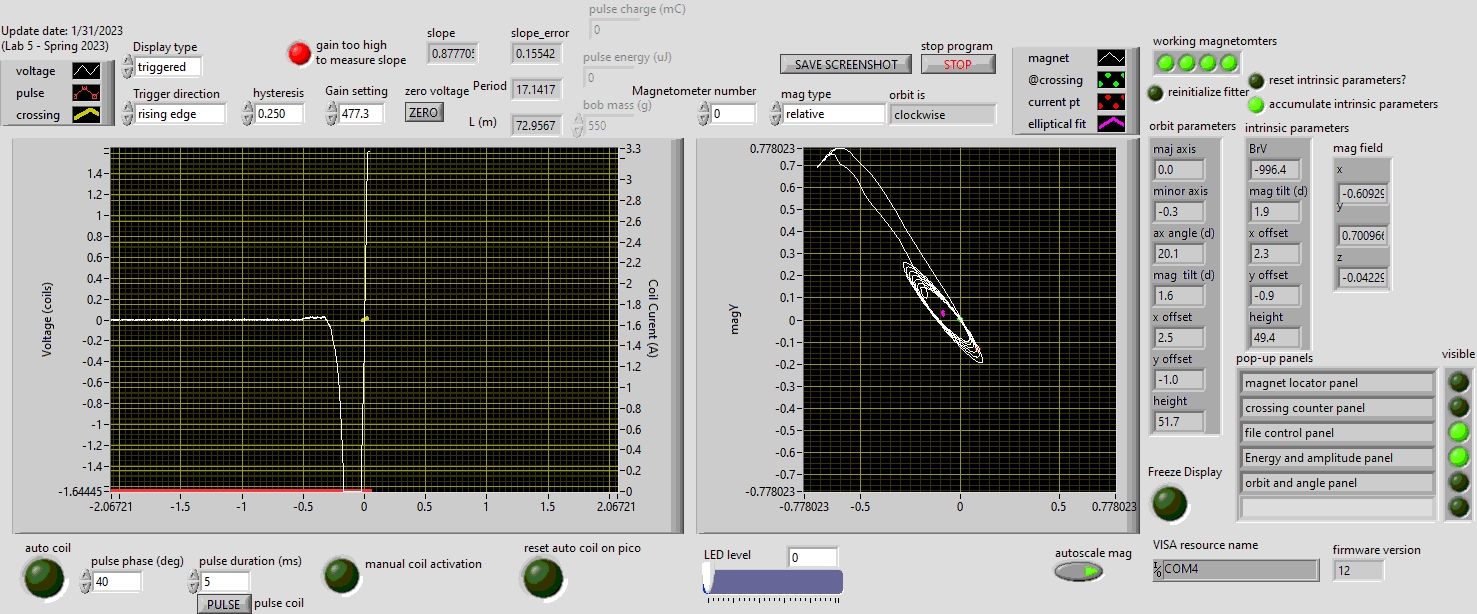 Update date: 1/31/2023
(Lab 5 - Spring 2023)
voltage
pulse
crossing
Display type
triggered
Trigger direction
rising edge
gain too high
to measure slope
hysteresis
0.250
Gain setting
477.3
zero voltage
ZERO
slope
0.87770
slope_error
0.15542
Period
17.1417
L (m)
72.9567
pulse charge (mC)
0
pulse energy (uJ)
0
bob mass (g)
550
SAVE SCREENSHOT
stop program
STOP
Magnetometer number
0
mag type
relative
orbit is
clockwise
magnet
@crossing
current pt
elliptical fit
working magnetomters
reset intrinsic parameters?
reinitialize fitter
accumulate intrinsic parameters
orbit parameters
maj axis
0.0
minor axis
-0.3
ax angle (d)
20.1
mag tilt (d)
1.6
x offset
2.5
y offset
-1.0
height
51.7
intrinsic parameters
BrV
-996.4
mag tilt (d)
1.9
x offset
2.3
y offset
-0.9
height
49.4
mag field
x
-0.60929
y
0.700966
z
-0.04229
Voltage (coils)
1.4
1.2
1
0.8
0.6
0.4
0.2
0
-0.2
-0.4
-0.6
-0.8
-1
-1.2
-1.4
-1.64445
-2.06721
-1.5
-1
-0.5
0
0.5
1
1.5
2.06721
3.3
3
2.8
2.6
2.4
2.2
2
1.8
1.6
1.4
1.2
1
0.8
0.6
0.4
0.2
0
Coil Curent (A)
magy
0.778023
0.7
0.6
0.5
0.4
0.3
0.2
0.1
0
-0.1
-0.2
-0.3
-0.4
-0.5
-0.6
-0.7
-0.778023
-0.778023
-0.5
0
0.5
0.778023
pop-up panels
visible
magnet locator panel
crossing counter panel
file control panel
Energy and amplitude panel
orbit and angle panel
Freeze Display
auto coil
pulse phase (deg)
40
pulse duration (ms)
5
PULSE
pulse coil
manual coil activation
reset auto coil on pico
LED level
0
autoscale mag
VISA resource name
COM4
firmware version
12